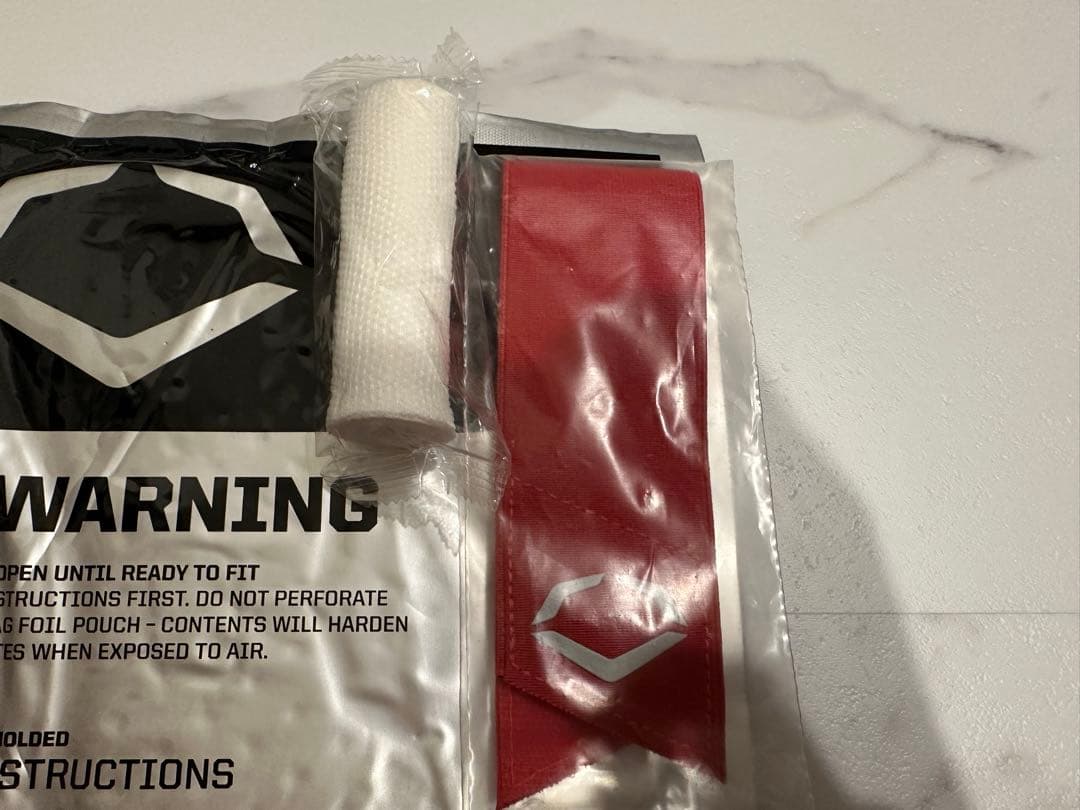 WARNING
OPEN UNTIL READY TO FIT
STRUCTIONS FIRST. DO NOT PERFORATE
AG FOIL POUCH – CONTENTS WILL HARDEN
TES WHEN EXPOSED TO AIR.
MOLDED
STRUCTIONS